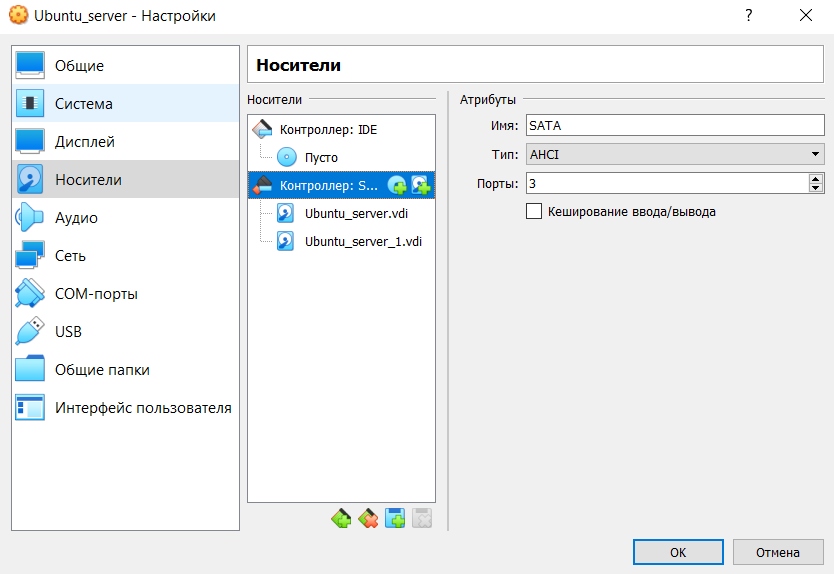 Ubuntu_server - Настройки
?
Общие
Система
Дисплей
Носители
Аудио
Сеть
COM-порты
USB
Общие папки
Интерфейс пользователя
Носители
Носители
Контроллер: IDE
Пусто
Контроллер: S...
Ubuntu_server.vdi
Ubuntu_server_1.vdi
Атрибуты
Имя: SATA
Тип: AHCI
Порты: 3
Кеширование ввода/вывода
OK
Отмена